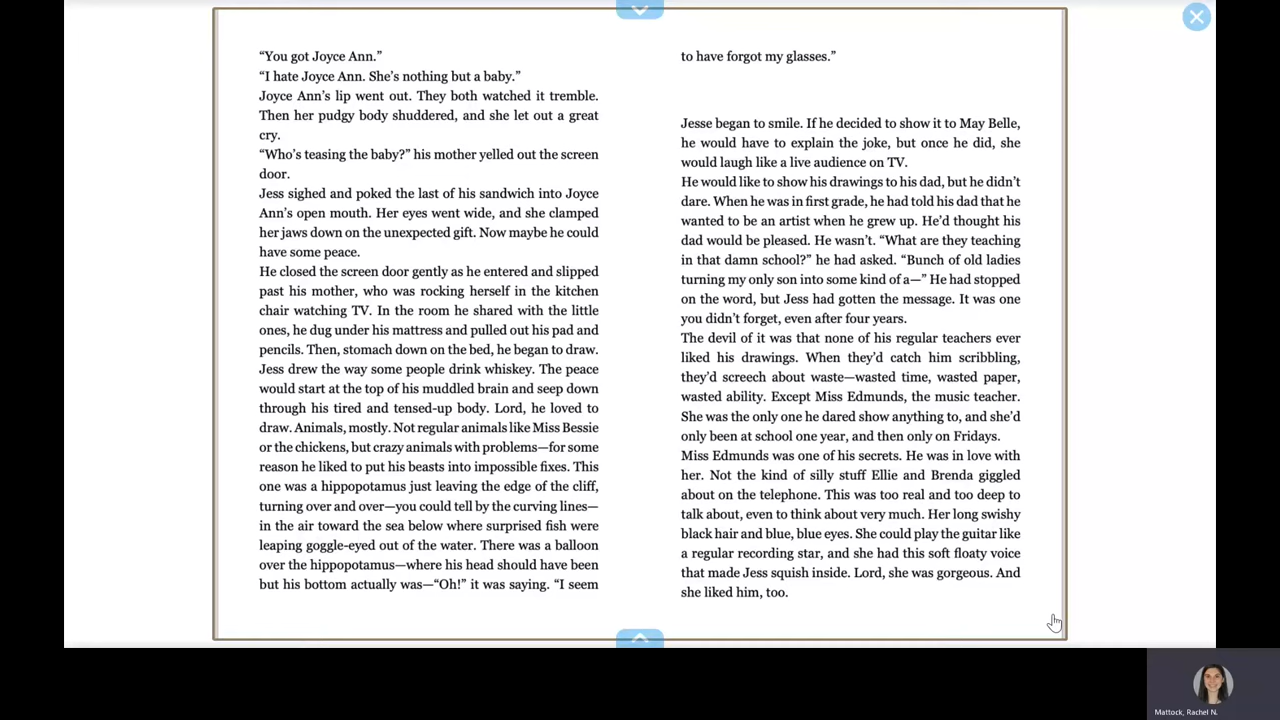 “You got Joyce Ann.”
“I hate Joyce Ann. She’s nothing but a baby.”
Joyce Ann’s lip went out. They both watched it tremble.
Then her pudgy body shuddered, and she let out a great
cry.
“Who’s teasing the baby?” his mother yelled out the screen
door.
Jess sighed and poked the last of his sandwich into Joyce
Ann’s open mouth. Her eyes went wide, and she clamped
her jaws down on the unexpected gift. Now maybe he could
have some peace.
He closed the screen door gently as he entered and slipped
past his mother, who was rocking herself in the kitchen
chair watching TV. In the room he shared with the little
ones, he dug under his mattress and pulled out his pad and
pencils. Then, stomach down on the bed, he began to draw.
Jess drew the way some people drink whiskey. The peace
would start at the top of his muddled brain and seep down
through his tired and tensed-up body. Lord, he loved to
draw. Animals, mostly. Not regular animals like Miss Bessie
or the chickens, but crazy animals with problems—for some
reason he liked to put his beasts into impossible fixes. This
one was a hippopotamus just leaving the edge of the cliff,
turning over and over—you could tell by the curving lines—
in the air toward the sea below where surprised fish were
leaping goggle-eyed out of the water. There was a balloon
over the hippopotamus—where his head should have been
but his bottom actually was—“Oh!” it was saying. “I seem
to have forgot my glasses.”
Jesse began to smile. If he decided to show it to May Belle,
he would have to explain the joke, but once he did, she
would laugh like a live audience on TV.
He would like to show his drawings to his dad, but he didn’t
dare. When he was in first grade, he had told his dad that he
wanted to be an artist when he grew up. He’d thought his
dad would be pleased. He wasn’t. “What are they teaching
in that damn school?” he had asked. “Bunch of old ladies
turning my only son into some kind of a—” He had stopped
on the word, but Jess had gotten the message. It was one
you didn’t forget, even after four years.
The devil of it was that none of his regular teachers ever
liked his drawings. When they’d catch him scribbling,
they’d screech about waste—wasted time, wasted paper,
wasted ability. Except Miss Edmunds, the music teacher.
She was the only one he dared show anything to, and she’d
only been at school one year, and then only on Fridays.
Miss Edmunds was one of his secrets. He was in love with
her. Not the kind of silly stuff Ellie and Brenda giggled
about on the telephone. This was too real and too deep to
talk about, even to think about very much. Her long swishy
black hair and blue, blue eyes. She could play the guitar like
a regular recording star, and she had this soft floaty voice
that made Jess squish inside. Lord, she was gorgeous. And
she liked him, too.
Mattock, Rachel N.